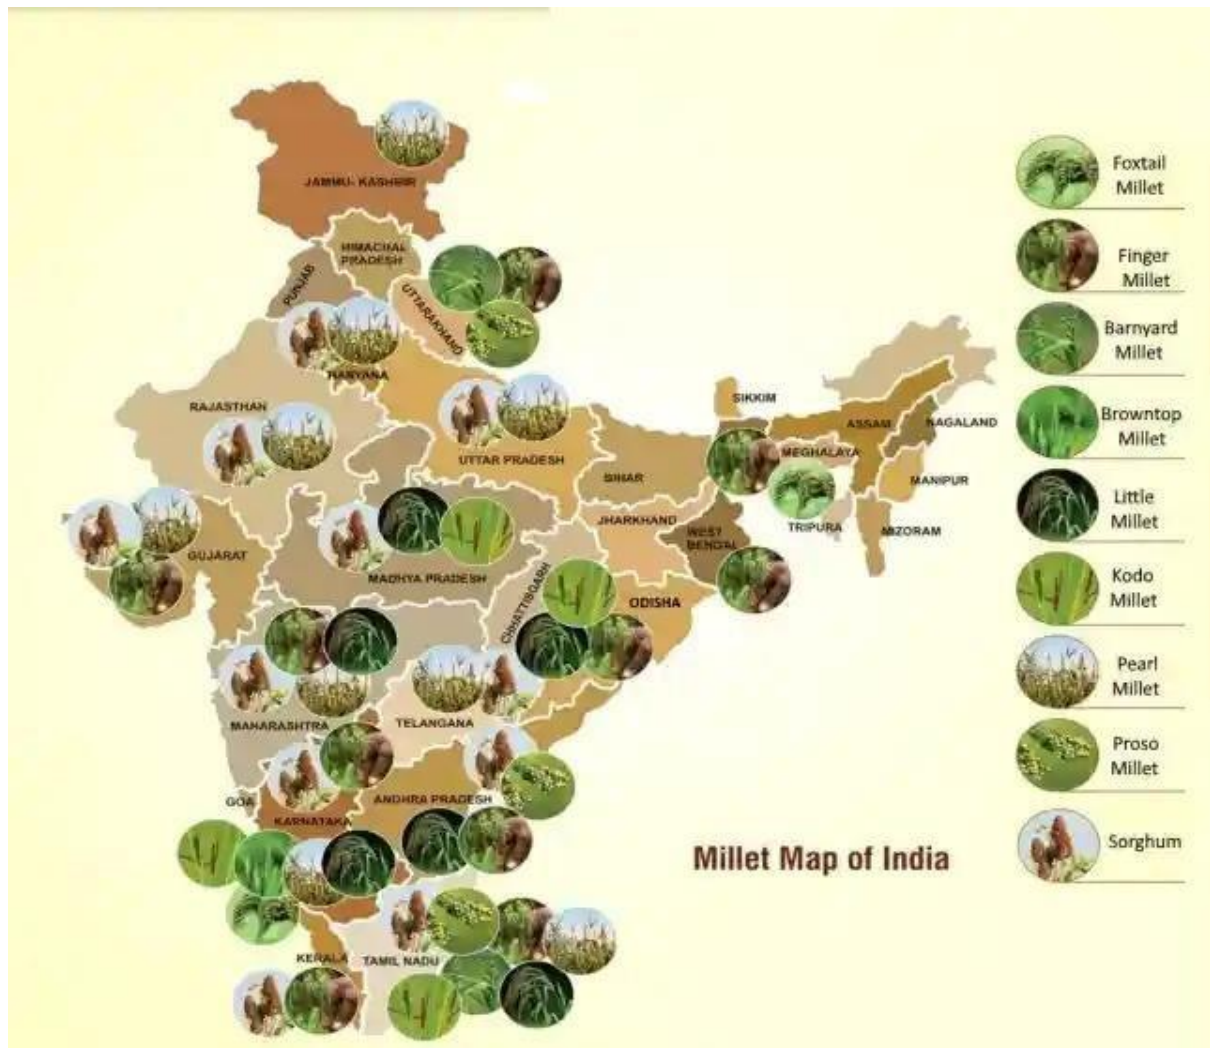 JAMMU- KASHMIR
HIMACHAL
PRADESH
PUNJAB
UTTARAKHAND
HARYANA
RAJASTHAN
UTTAR PRADESH
SIKKIM
ASSAM
NAGALAND
MEGHALAYA
MANIPUR
BIHAR
TRIPURA
MIZORAM
JHARKHAND
WEST
BENGAL
GUJARAT
MADHYA PRADESH
CHHATTISGARH
ODISHA
MAHARASHTRA
TELANGANA
GOA
KARNATAKA
ANDHRA PRADESH
KERALA
TAMIL NADU
Millet Map of India
Foxtail
Millet
Finger
Millet
Barnyard
Millet
Browntop
Millet
Little
Millet
Kodo
Millet
Pearl
Millet
Proso
Millet
Sorghum